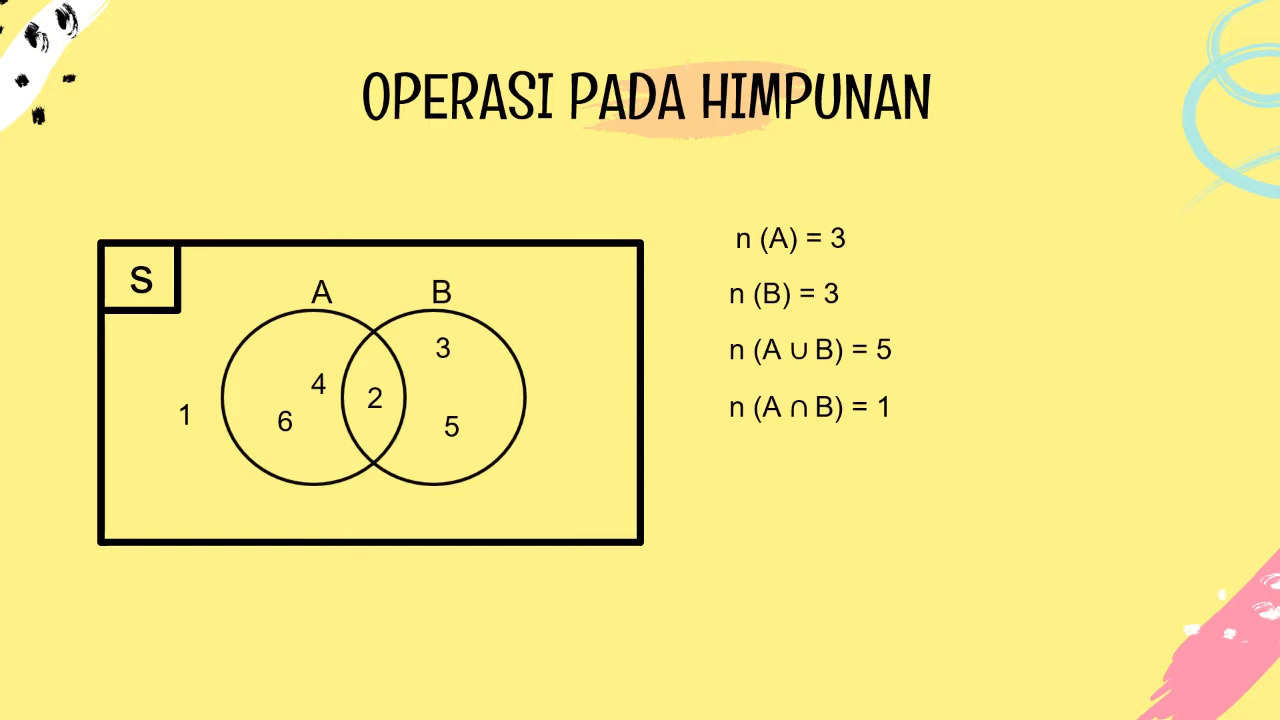 OPERASI PADA HIMPUNAN
S
A B
3
4 2
6 5
1
n (A) = 3
n (B) = 3
n (A ∪ B) = 5
n (A ∩ B) = 1